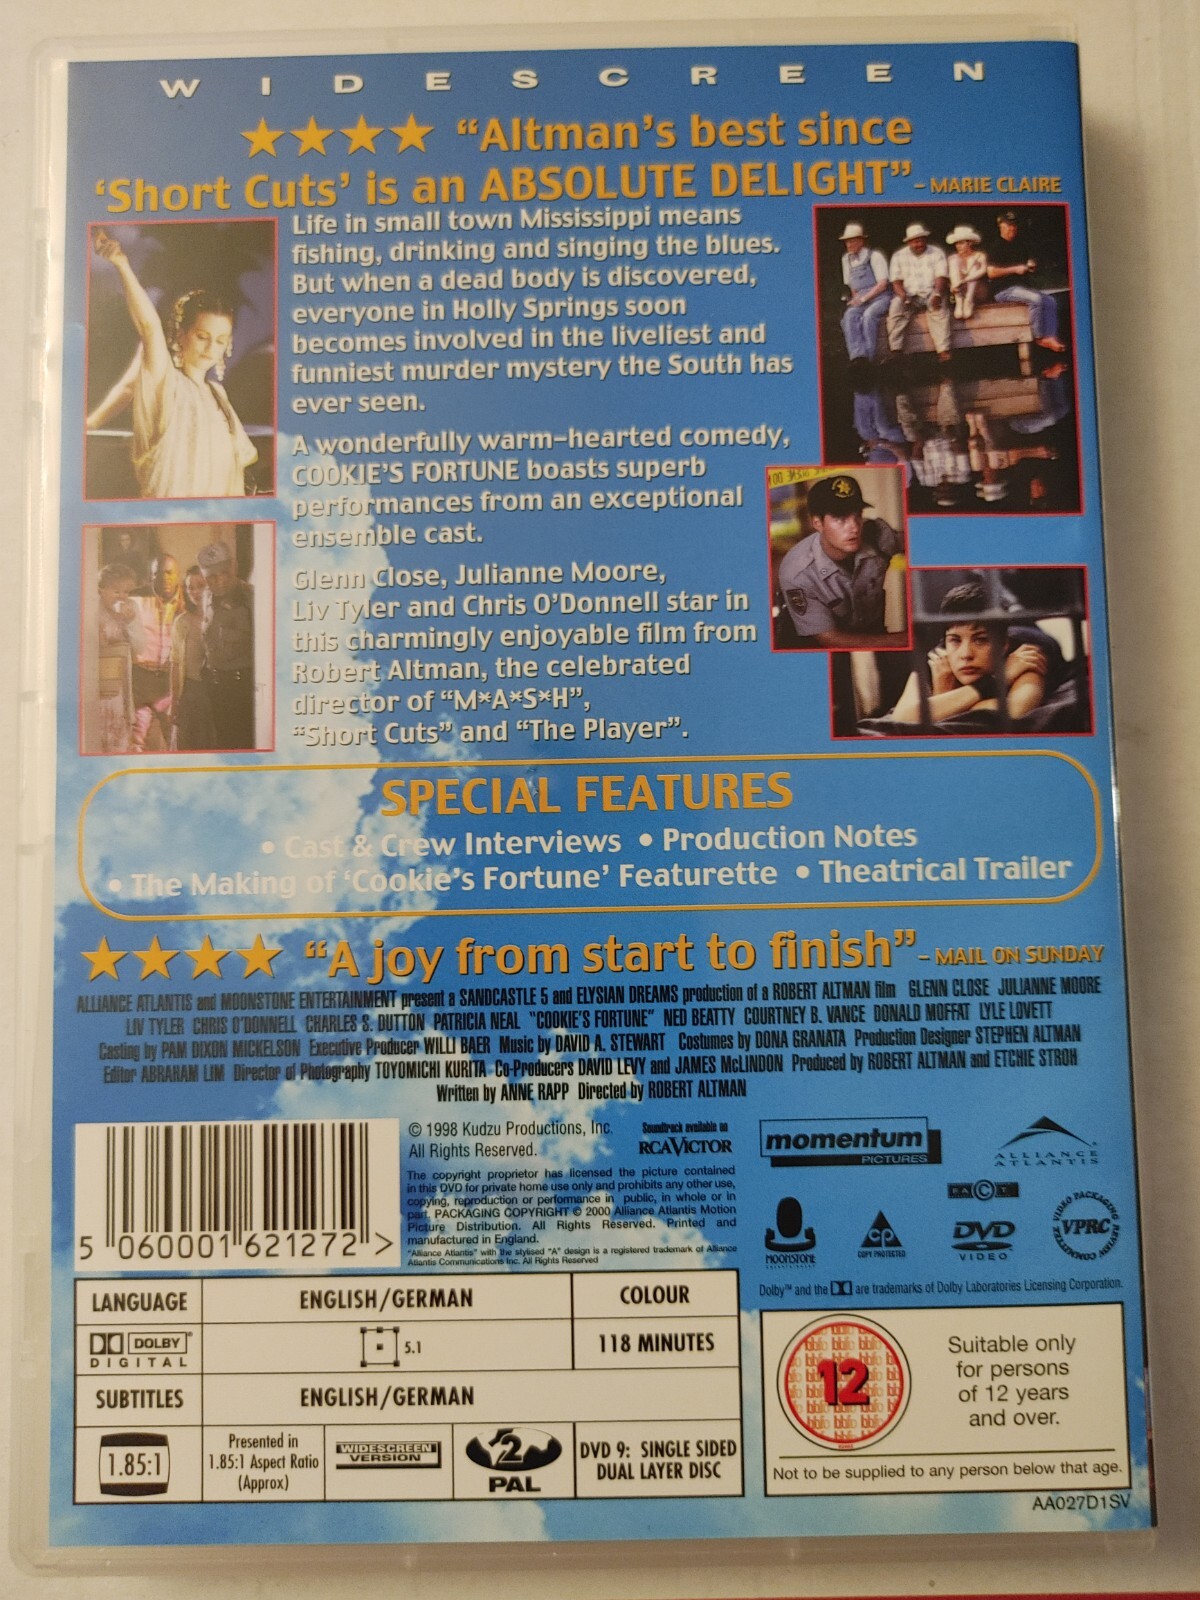 WIDESCREEN
★★★★ “Altman’s best since
‘Short Cuts’ is an ABSOLUTE DELIGHT” – MARIE CLAIRE
Life in small town Mississippi means
fishing, drinking and singing the blues.
But when a dead body is discovered,
everyone in Holly Springs soon
becomes involved in the liveliest and
funniest murder mystery the South has
ever seen.
A wonderfully warm-hearted comedy,
COOKIE’S FORTUNE boasts superb
performances from an exceptional
ensemble cast.
Glenn Close, Julianne Moore,
Liv Tyler and Chris O’Donnell star in
this charmingly enjoyable film from
Robert Altman, the celebrated
director of “M*A*S*H”,
“Short Cuts” and “The Player”.
SPECIAL FEATURES
• Cast & Crew Interviews • Production Notes
• The Making of ‘Cookie’s Fortune’ Featurette • Theatrical Trailer
★★★★ “A joy from start to finish” – MAIL ON SUNDAY
ALLIANCE ATLANTIS and MOONSTONE ENTERTAINMENT present a SANDCASTLE 5 and ELYSIAN DREAMS production of a ROBERT ALTMAN film GLENN CLOSE JULIANNE MOORE
LIV TYLER CHRIS O’DONNELL CHARLES S. DUTTON PATRICIA NEAL “COOKIE’S FORTUNE” NED BEATTY COURTNEY B. VANCE DONALD MOFFAT LYLE LOVETT
Casting by PAM DIXON MICKELSON Executive Producer WILLI BAER Music by DAVID A. STEWART Costumes by DONA GRANATA Production Designer STEPHEN ALTMAN
Editor ABRAHAM LIM Director of Photography TOYOMICHI KURITA Co-Producers DAVID LEVY and JAMES McLINDON Produced by ROBERT ALTMAN and ETCHIE STROH
Written by ANNE RAPP Directed by ROBERT ALTMAN
5 060001 621272 >
© 1998 Kudzu Productions, Inc.
All Rights Reserved.
Soundtrack available on
RCA VICTOR
The copyright proprietor has licensed the picture contained
in this DVD for private home use only and prohibits any other use,
copying, reproduction or performance in public, in whole or in
part. PACKAGING COPYRIGHT © 2000 Alliance Atlantis Motion
Picture Distribution. All Rights Reserved. Printed and
manufactured in England.
"Alliance Atlantis" with the stylised "A" design is a registered trademark of Alliance
Atlantis Communications Inc. All Rights Reserved
momentum
PICTURES
ALLIANCE
ATLANTIS
FACT
MOONSTONE
ENTERTAINMENT
CP
COPY PROTECTED
DVD
VIDEO
VIDEO PACKAGING REVIEW COMMITTEE
VPRC
Dolby™ and the DD are trademarks of Dolby Laboratories Licensing Corporation.
LANGUAGE ENGLISH/GERMAN COLOUR
DOLBY
DIGITAL
5.1
118 MINUTES
SUBTITLES ENGLISH/GERMAN
1.85:1
Presented in
1.85:1 Aspect Ratio
(Approx)
WIDESCREEN
VERSION
2
PAL
DVD 9: SINGLE SIDED
DUAL LAYER DISC
12
Suitable only
for persons
of 12 years
and over.
Not to be supplied to any person below that age.
AA027D1SV